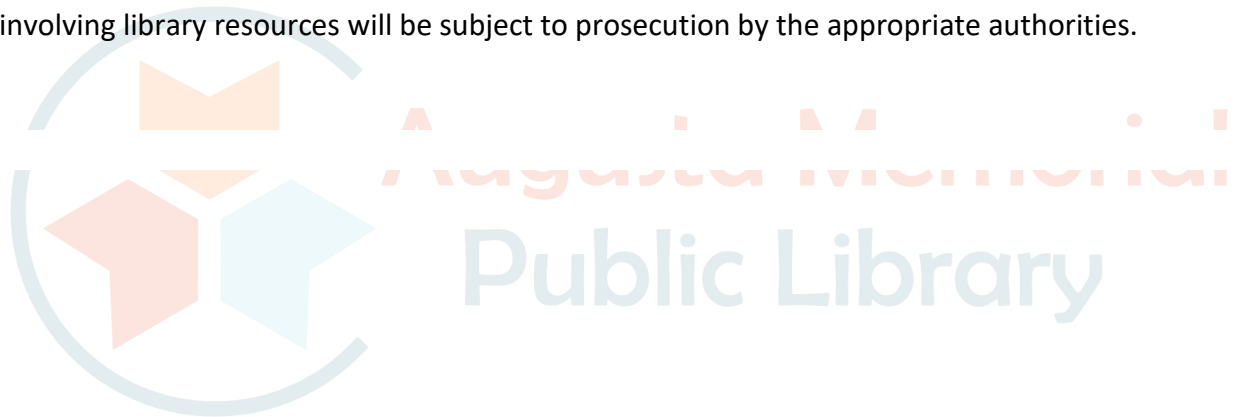 involving library resources will be subject to prosecution by the appropriate authorities.
Augusta Memorial
Public Library